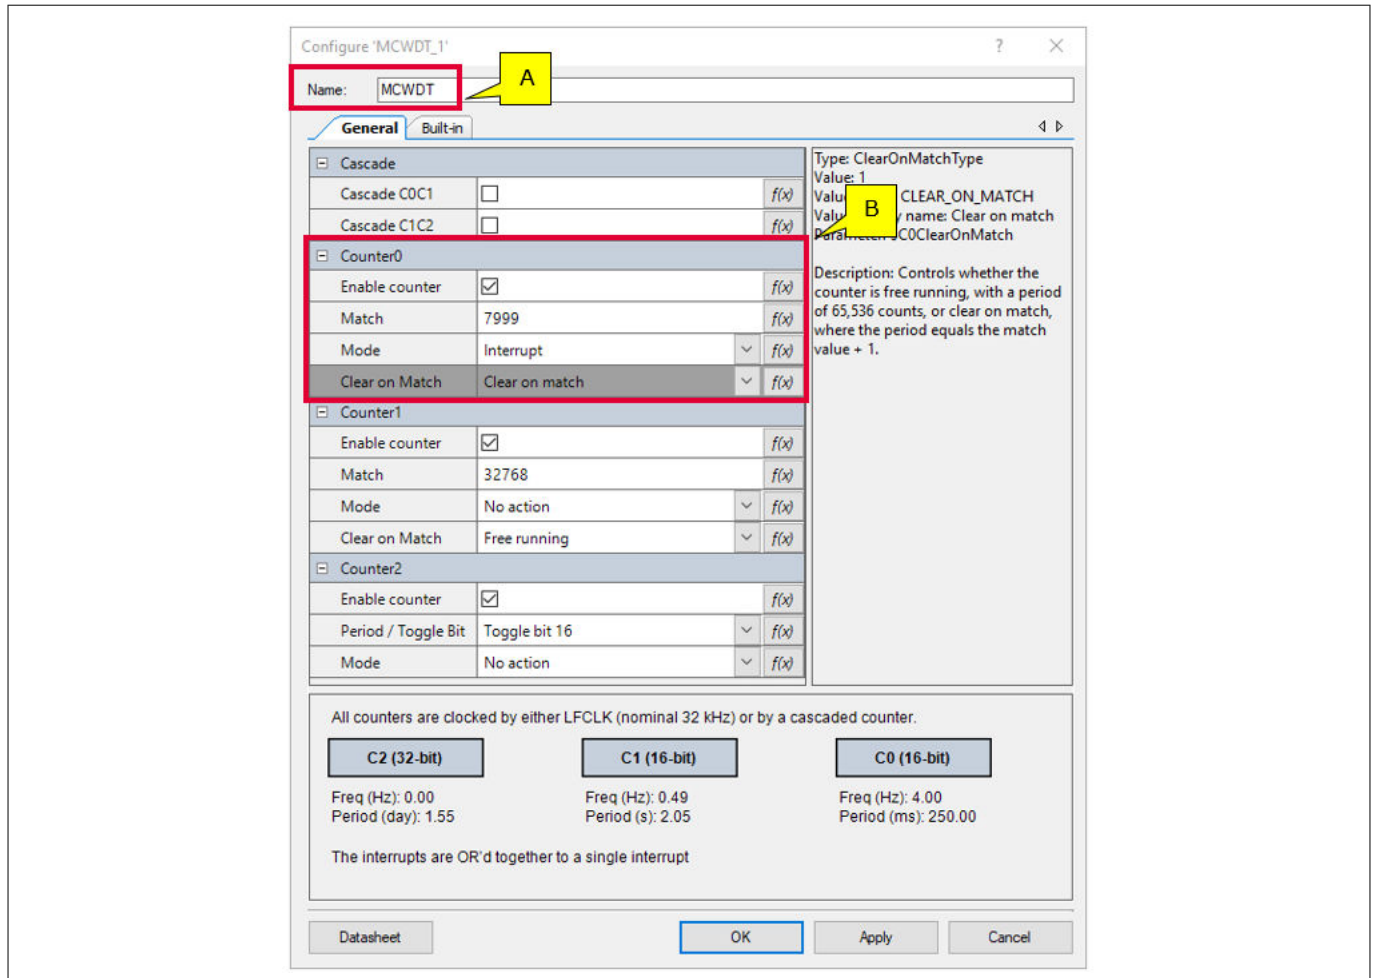 Configure 'MCWDT_1'
?
Name: MCWDT
A
General Built-in
Cascade
Cascade C0C1 f(x)
Cascade C1C2 f(x)
Counter0
Enable counter f(x)
Match 7999 f(x)
Mode Interrupt f(x)
Clear on Match Clear on match f(x)
Counter1
Enable counter f(x)
Match 32768 f(x)
Mode No action f(x)
Clear on Match Free running f(x)
Counter2
Enable counter f(x)
Period / Toggle Bit Toggle bit 16 f(x)
Mode No action f(x)
Type: ClearOnMatchType
Value: 1
CLEAR_ON_MATCH
name: Clear on match
C0ClearOnMatch
B
Description: Controls whether the
counter is free running, with a period
of 65,536 counts, or clear on match,
where the period equals the match
value + 1.
All counters are clocked by either LFCLK (nominal 32 kHz) or by a cascaded counter.
C2 (32-bit) C1 (16-bit) C0 (16-bit)
Freq (Hz): 0.00 Freq (Hz): 0.49 Freq (Hz): 4.00
Period (day): 1.55 Period (s): 2.05 Period (ms): 250.00
The interrupts are OR'd together to a single interrupt
Datasheet OK Apply Cancel